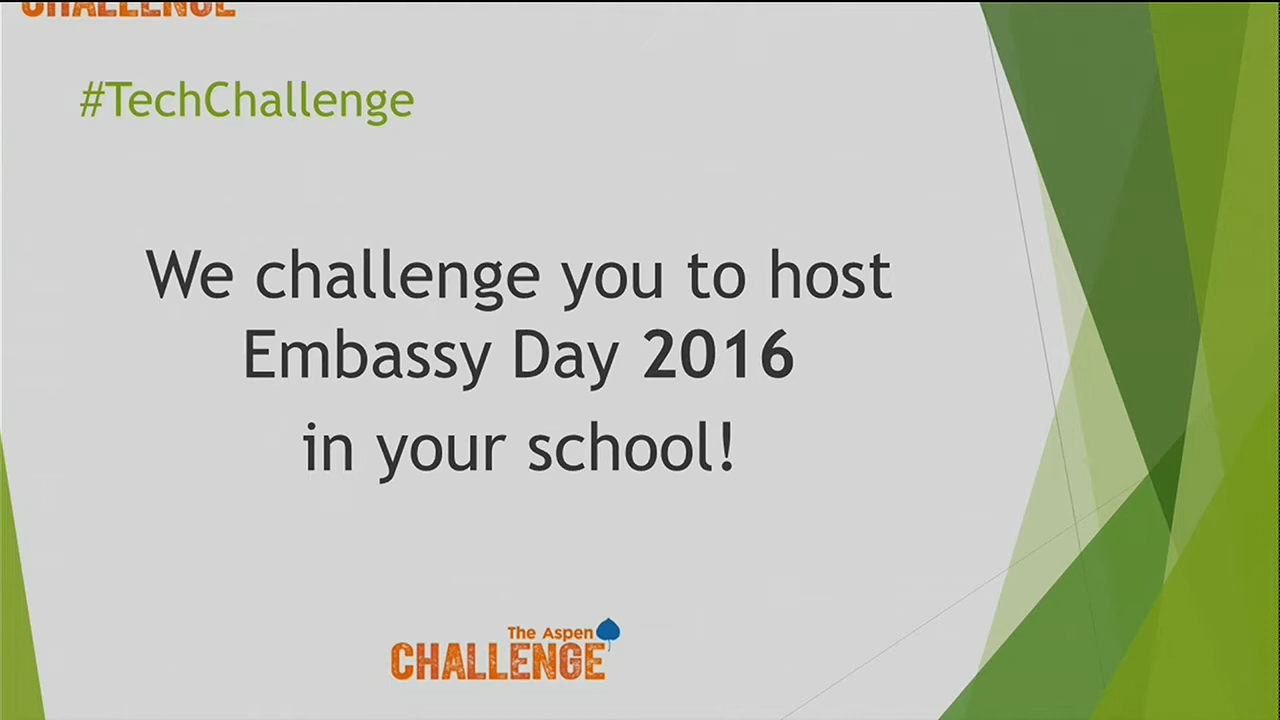 CHALLENGE
#TechChallenge
We challenge you to host
Embassy Day 2016
in your school!
The Aspen
CHALLENGE